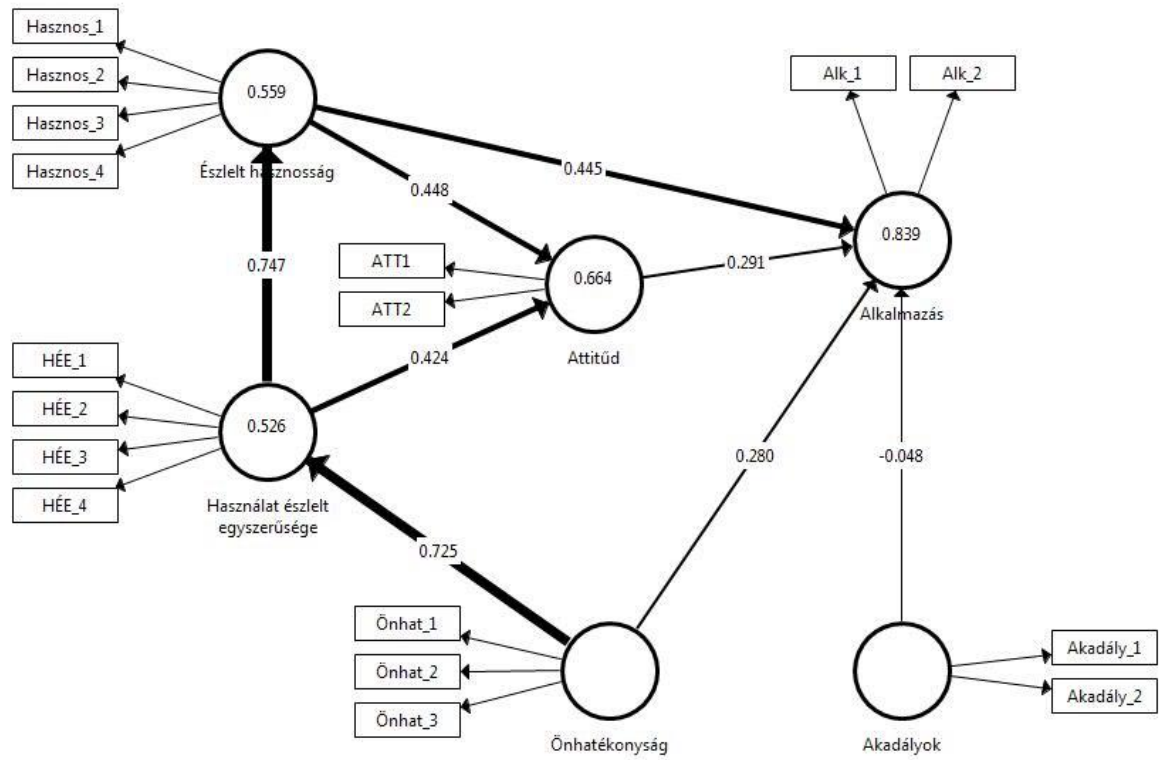 Hasznos_1
Hasznos_2
Hasznos_3
Hasznos_4
0.559
Észlelt hasznosság
Alk_1
Alk_2
0.445
0.448
0.839
Alkalmazás
0.747
ATT1
ATT2
0.664
Attitűd
0.291
0.424
HÉE_1
HÉE_2
HÉE_3
HÉE_4
0.526
Használat észlelt
egyszerűsége
0.280
-0.048
0.725
Önhat_1
Önhat_2
Önhat_3
Önhatékonyság
Akadály_1
Akadály_2
Akadályok